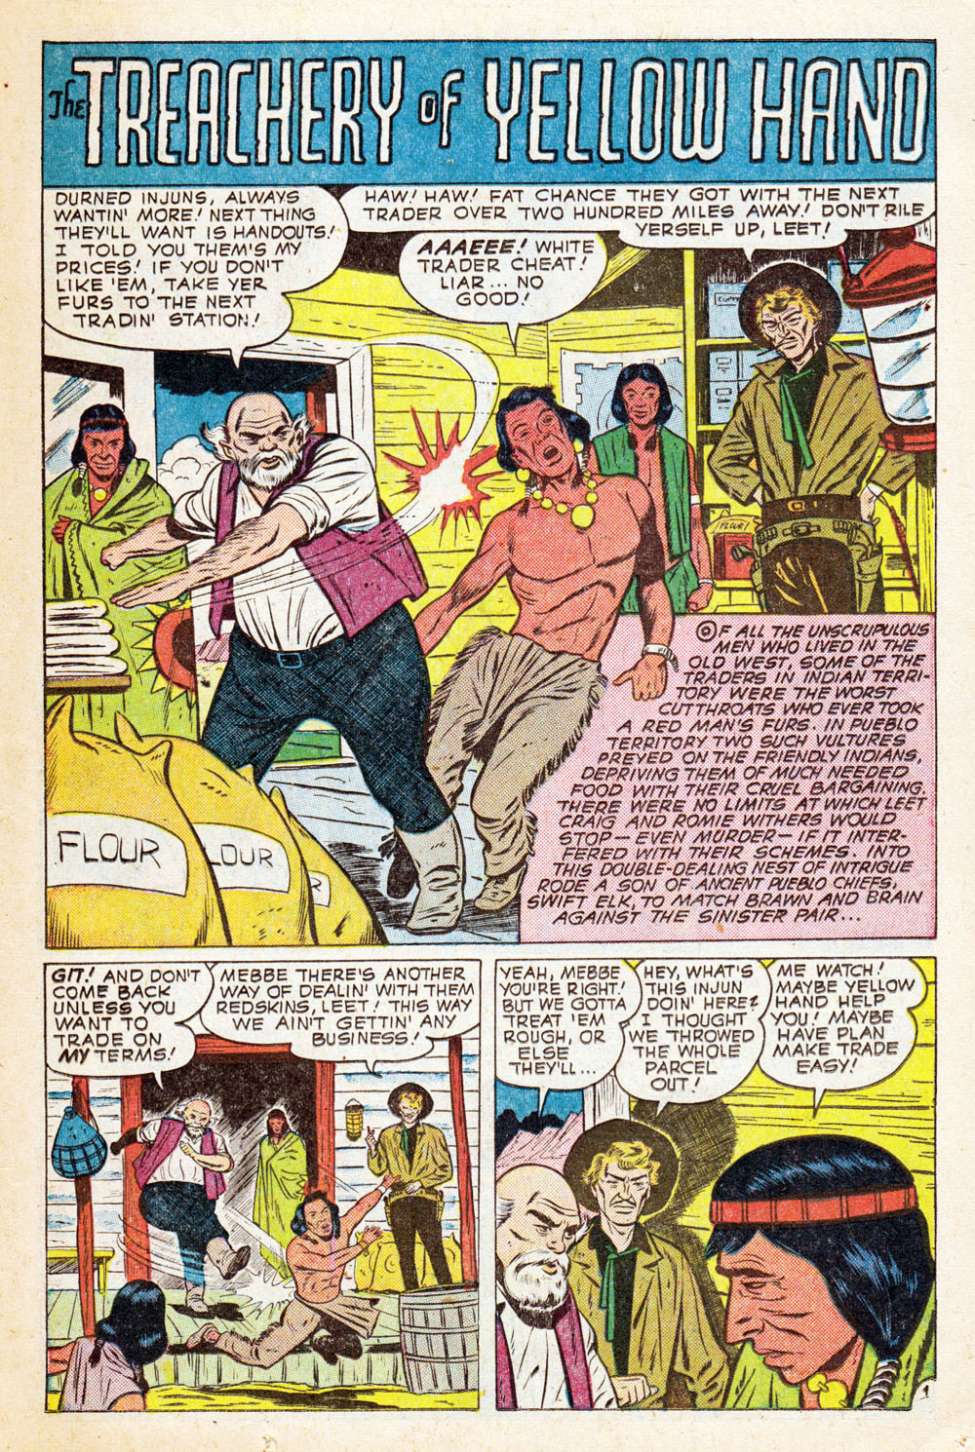 The TREACHERY of YELLOW HAND
DURNED INJUNS, ALWAYS
WANTIN' MORE! NEXT THING
THEY'LL WANT IS HANDOUTS!
I TOLD YOU THEM'S MY
PRICES! IF YOU DON'T
LIKE 'EM, TAKE YER
FURS TO THE NEXT
TRADIN' STATION!
HAW! HAW! FAT CHANCE THEY GOT WITH THE NEXT
TRADER OVER TWO HUNDRED MILES AWAY! DON'T RILE
YERSELF UP, LEET!
AAAEEE! WHITE
TRADER CHEAT!
LIAR... NO
GOOD!
FLOUR
FLOUR
LOUR
R
OF ALL THE UNSCRUPULOUS
MEN WHO LIVED IN THE
OLD WEST, SOME OF THE
TRADERS IN INDIAN TERRI-
TORY WERE THE WORST
CUTTHROATS WHO EVER TOOK
A RED MAN'S FURS. IN PUEBLO
TERRITORY TWO SUCH VULTURES
PREYED ON THE FRIENDLY INDIANS,
DEPRIVING THEM OF MUCH NEEDED
FOOD WITH THEIR CRUEL BARGAINING.
THERE WERE NO LIMITS AT WHICH LEET
CRAIG AND ROMIE WITHERS WOULD
STOP—EVEN MURDER—IF IT INTER-
FERED WITH THEIR SCHEMES. INTO
THIS DOUBLE-DEALING NEST OF INTRIGUE
RODE A SON OF ANCIENT PUEBLO CHIEFS,
SWIFT ELK, TO MATCH BRAWN AND BRAIN
AGAINST THE SINISTER PAIR...
GIT! AND DON'T
COME BACK
UNLESS YOU
WANT TO
TRADE ON
MY TERMS!
MEBBE THERE'S ANOTHER
WAY OF DEALIN' WITH THEM
REDSKINS, LEET! THIS WAY
WE AIN'T GETTIN' ANY
BUSINESS!
YEAH, MEBBE
YOU'RE RIGHT!
BUT WE GOTTA
TREAT 'EM
ROUGH, OR
ELSE
THEY'LL...
HEY, WHAT'S
THIS INJUN
DOIN' HERE?
I THOUGHT
WE THROWED
THE WHOLE
PARCEL
OUT!
ME WATCH!
MAYBE YELLOW
HAND HELP
YOU! MAYBE
HAVE PLAN
MAKE TRADE
EASY!
1